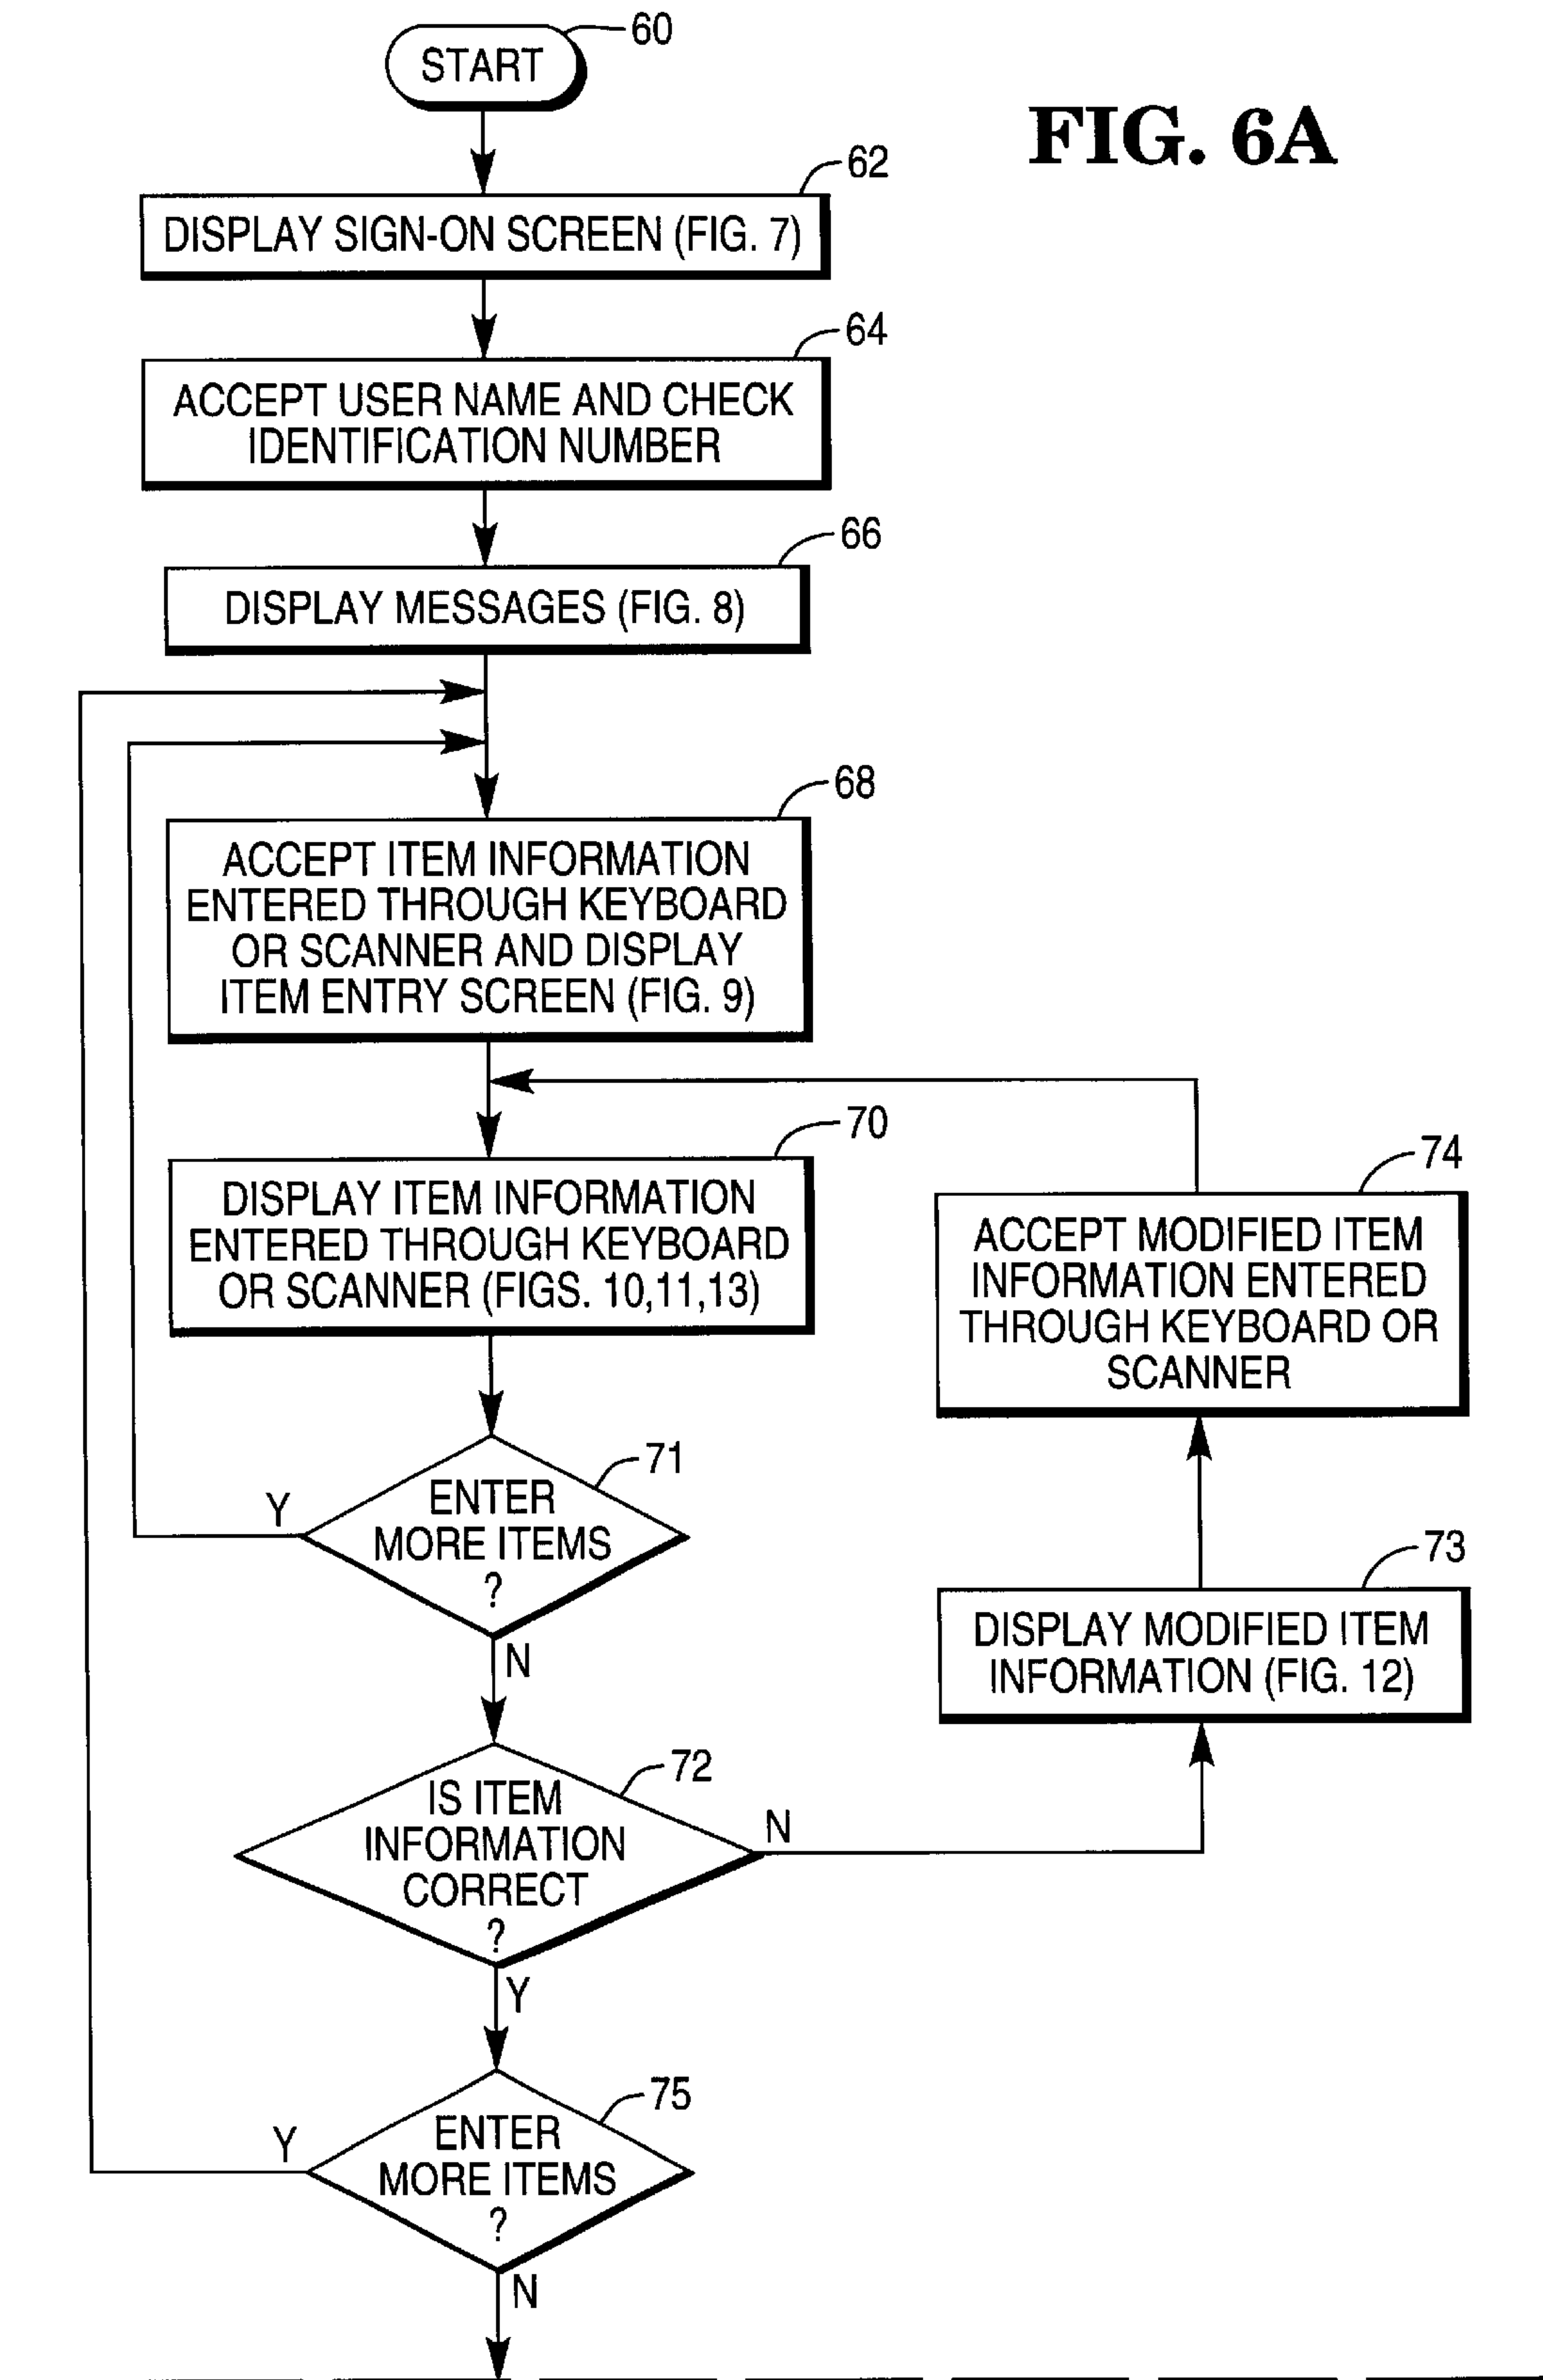 60
START
FIG. 6A
62
DISPLAY SIGN-ON SCREEN (FIG. 7)
64
ACCEPT USER NAME AND CHECK
IDENTIFICATION NUMBER
66
DISPLAY MESSAGES (FIG. 8)
68
ACCEPT ITEM INFORMATION
ENTERED THROUGH KEYBOARD
OR SCANNER AND DISPLAY
ITEM ENTRY SCREEN (FIG. 9)
70
DISPLAY ITEM INFORMATION
ENTERED THROUGH KEYBOARD
OR SCANNER (FIGS. 10,11,13)
74
ACCEPT MODIFIED ITEM
INFORMATION ENTERED
THROUGH KEYBOARD OR
SCANNER
71
Y
ENTER
MORE ITEMS
?
N
73
DISPLAY MODIFIED ITEM
INFORMATION (FIG. 12)
72
IS ITEM
INFORMATION
CORRECT
?
N
Y
75
Y
ENTER
MORE ITEMS
?
N